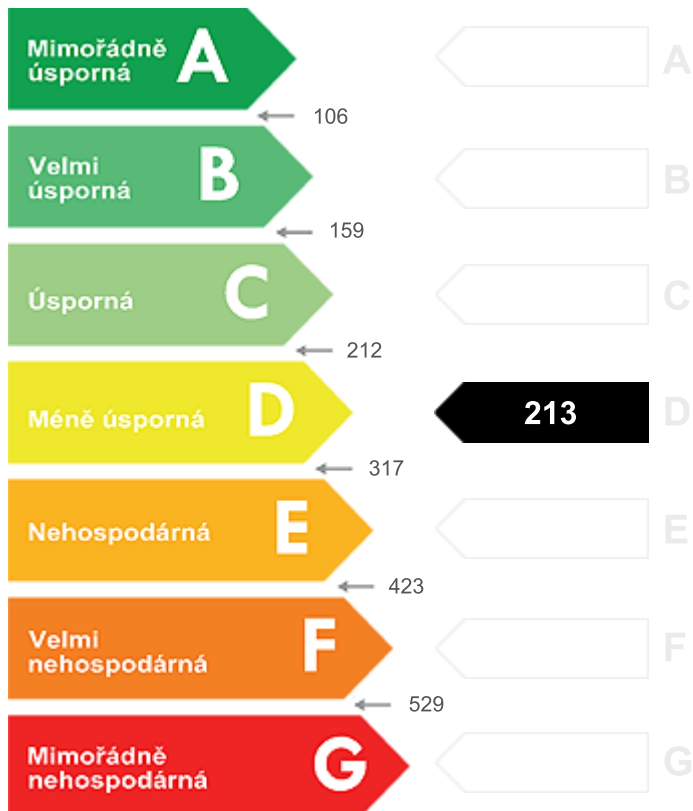 Mimořádně
úsporná
A
A
106
Velmi
úsporná
B
B
159
Úsporná
C
C
212
Méně úsporná
D
213
D
317
Nehospodárná
E
E
423
Velmi
nehospodárná
F
F
529
Mimořádně
nehospodárná
G
G